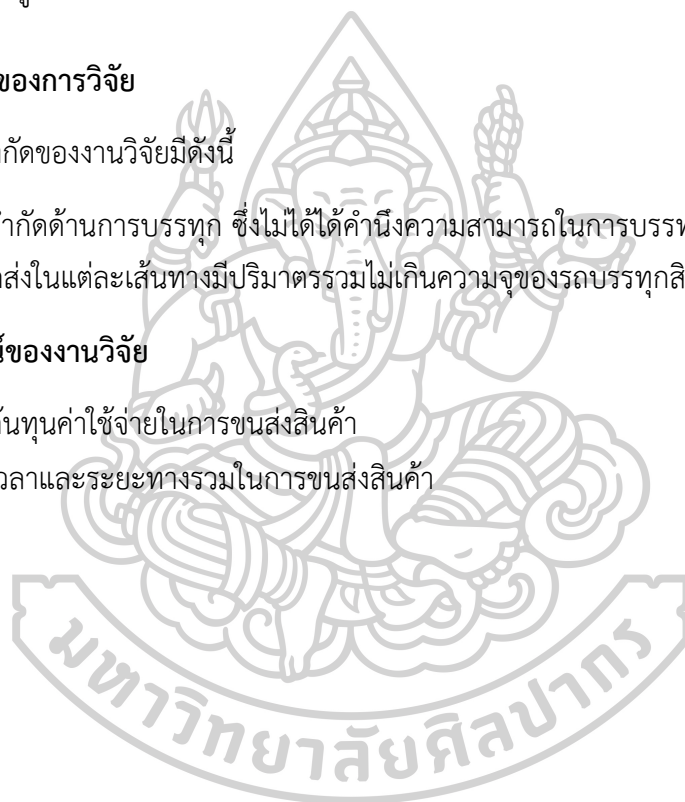 ของการวิจัย
กัดของงานวิจัยมีดังนี้
กำกัดด้านการบรรทุก ซึ่งไม่ได้ได้คำนึงความสามารถในการบรรท
ส่งในแต่ละเส้นทางมีปริมาตรรวมไม่เกินความจุของรถบรรทุกสิ
ของงานวิจัย
ต้นทุนค่าใช้จ่ายในการขนส่งสินค้า
วลาและระยะทางรวมในการขนส่งสินค้า
มหาวิทยาลัยศิลปากร